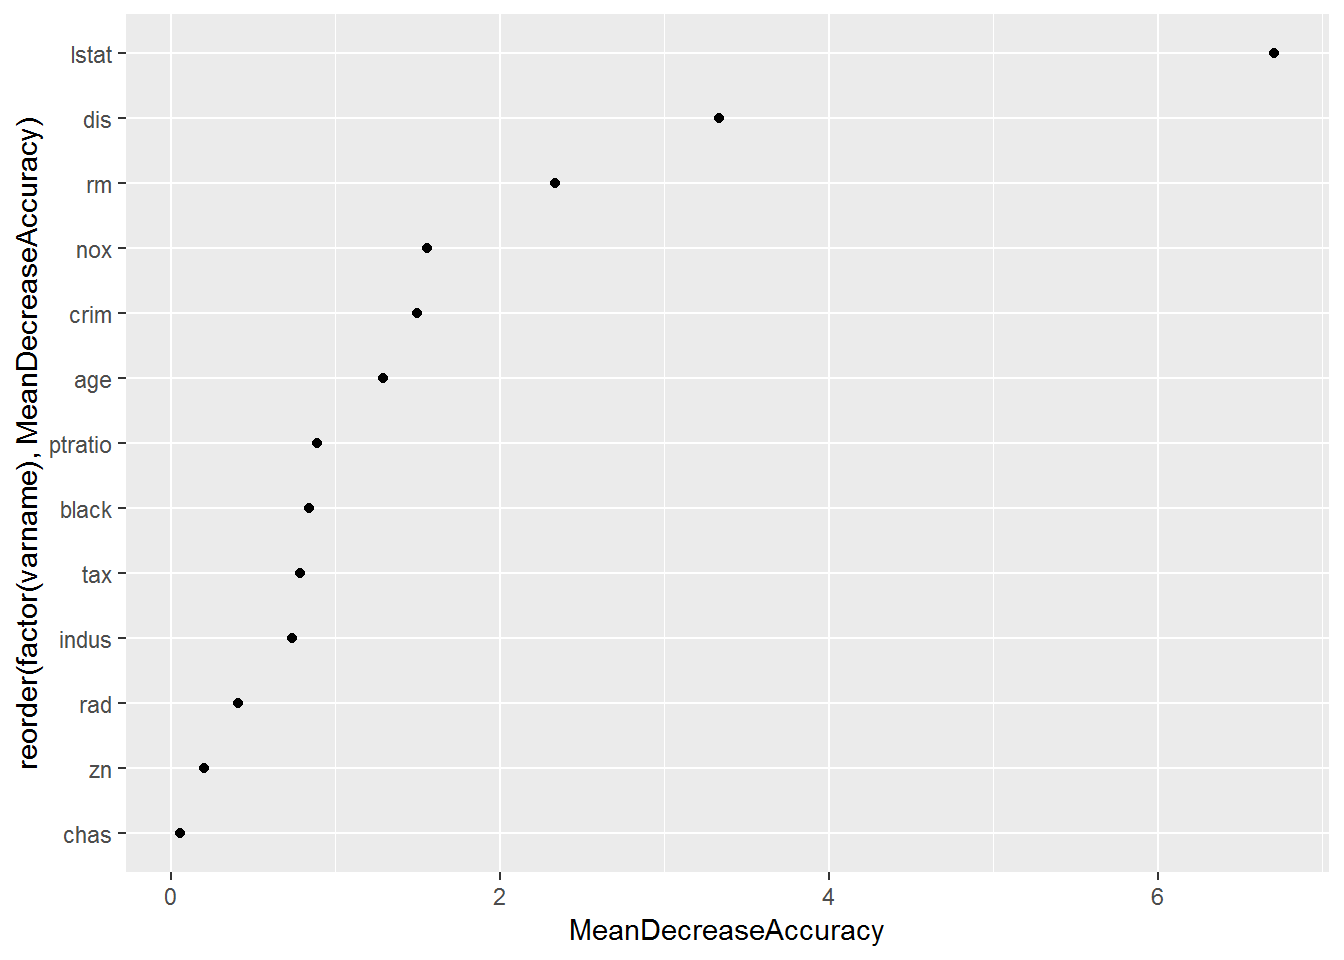 reorder(factor(varname), MeanDecreaseAccuracy)
lstat
dis
rm
nox
crim
age
ptratio
black
tax
indus
rad
zn
chas
0 2 4 6
MeanDecreaseAccuracy